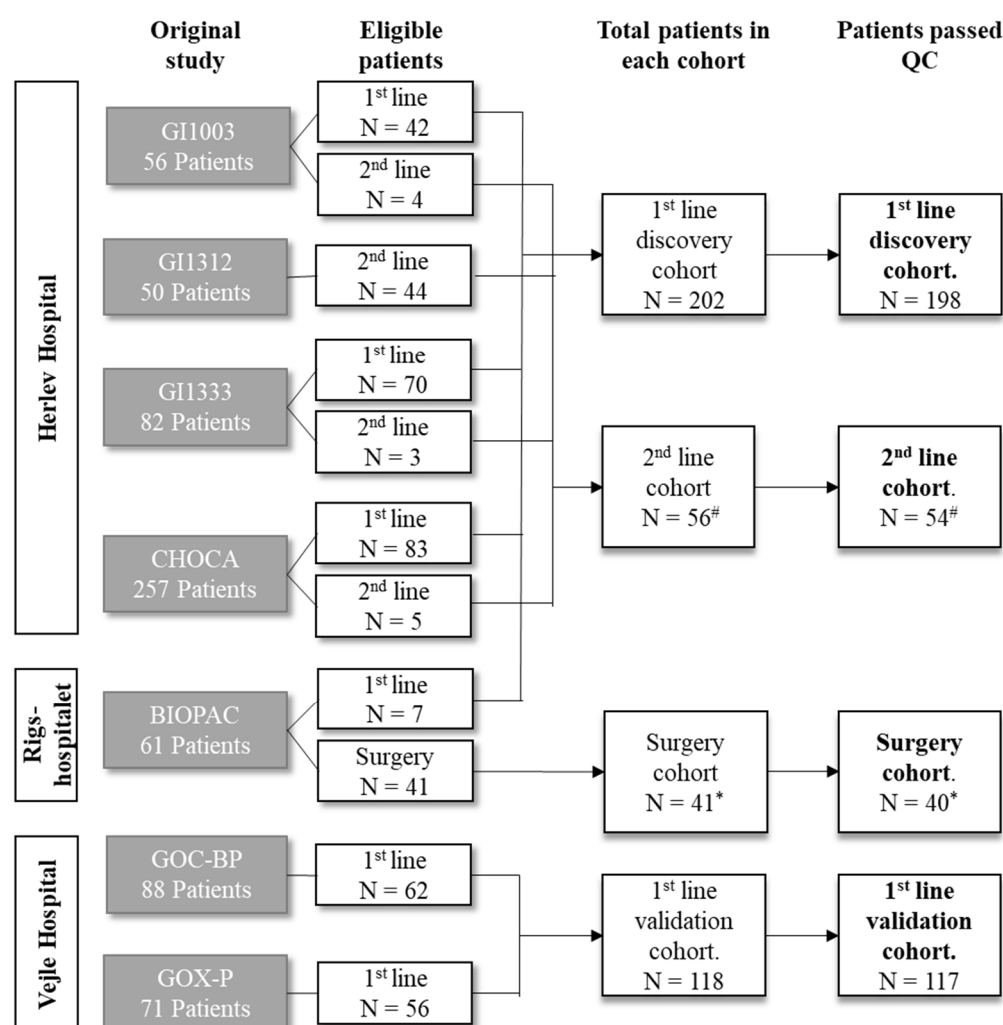 Original
study
Eligible
patients
Total patients in
each cohort
Patients passed
QC
Herlev Hospital
GI1003
56 Patients
1st line
N = 42
2nd line
N = 4
GI1312
50 Patients
2nd line
N = 44
GI1333
82 Patients
1st line
N = 70
2nd line
N = 3
CHOCA
257 Patients
1st line
N = 83
2nd line
N = 5
1st line
discovery
cohort
N = 202
1st line
discovery
cohort.
N = 198
2nd line
cohort
N = 56#
2nd line
cohort.
N = 54#
Rigs-
hospitalet
BIOPAC
61 Patients
1st line
N = 7
Surgery
N = 41
Surgery
cohort
N = 41*
Surgery
cohort.
N = 40*
Vejle Hospital
GOC-BP
88 Patients
1st line
N = 62
GOX-P
71 Patients
1st line
N = 56
1st line
validation
cohort.
N = 118
1st line
validation
cohort.
N = 117